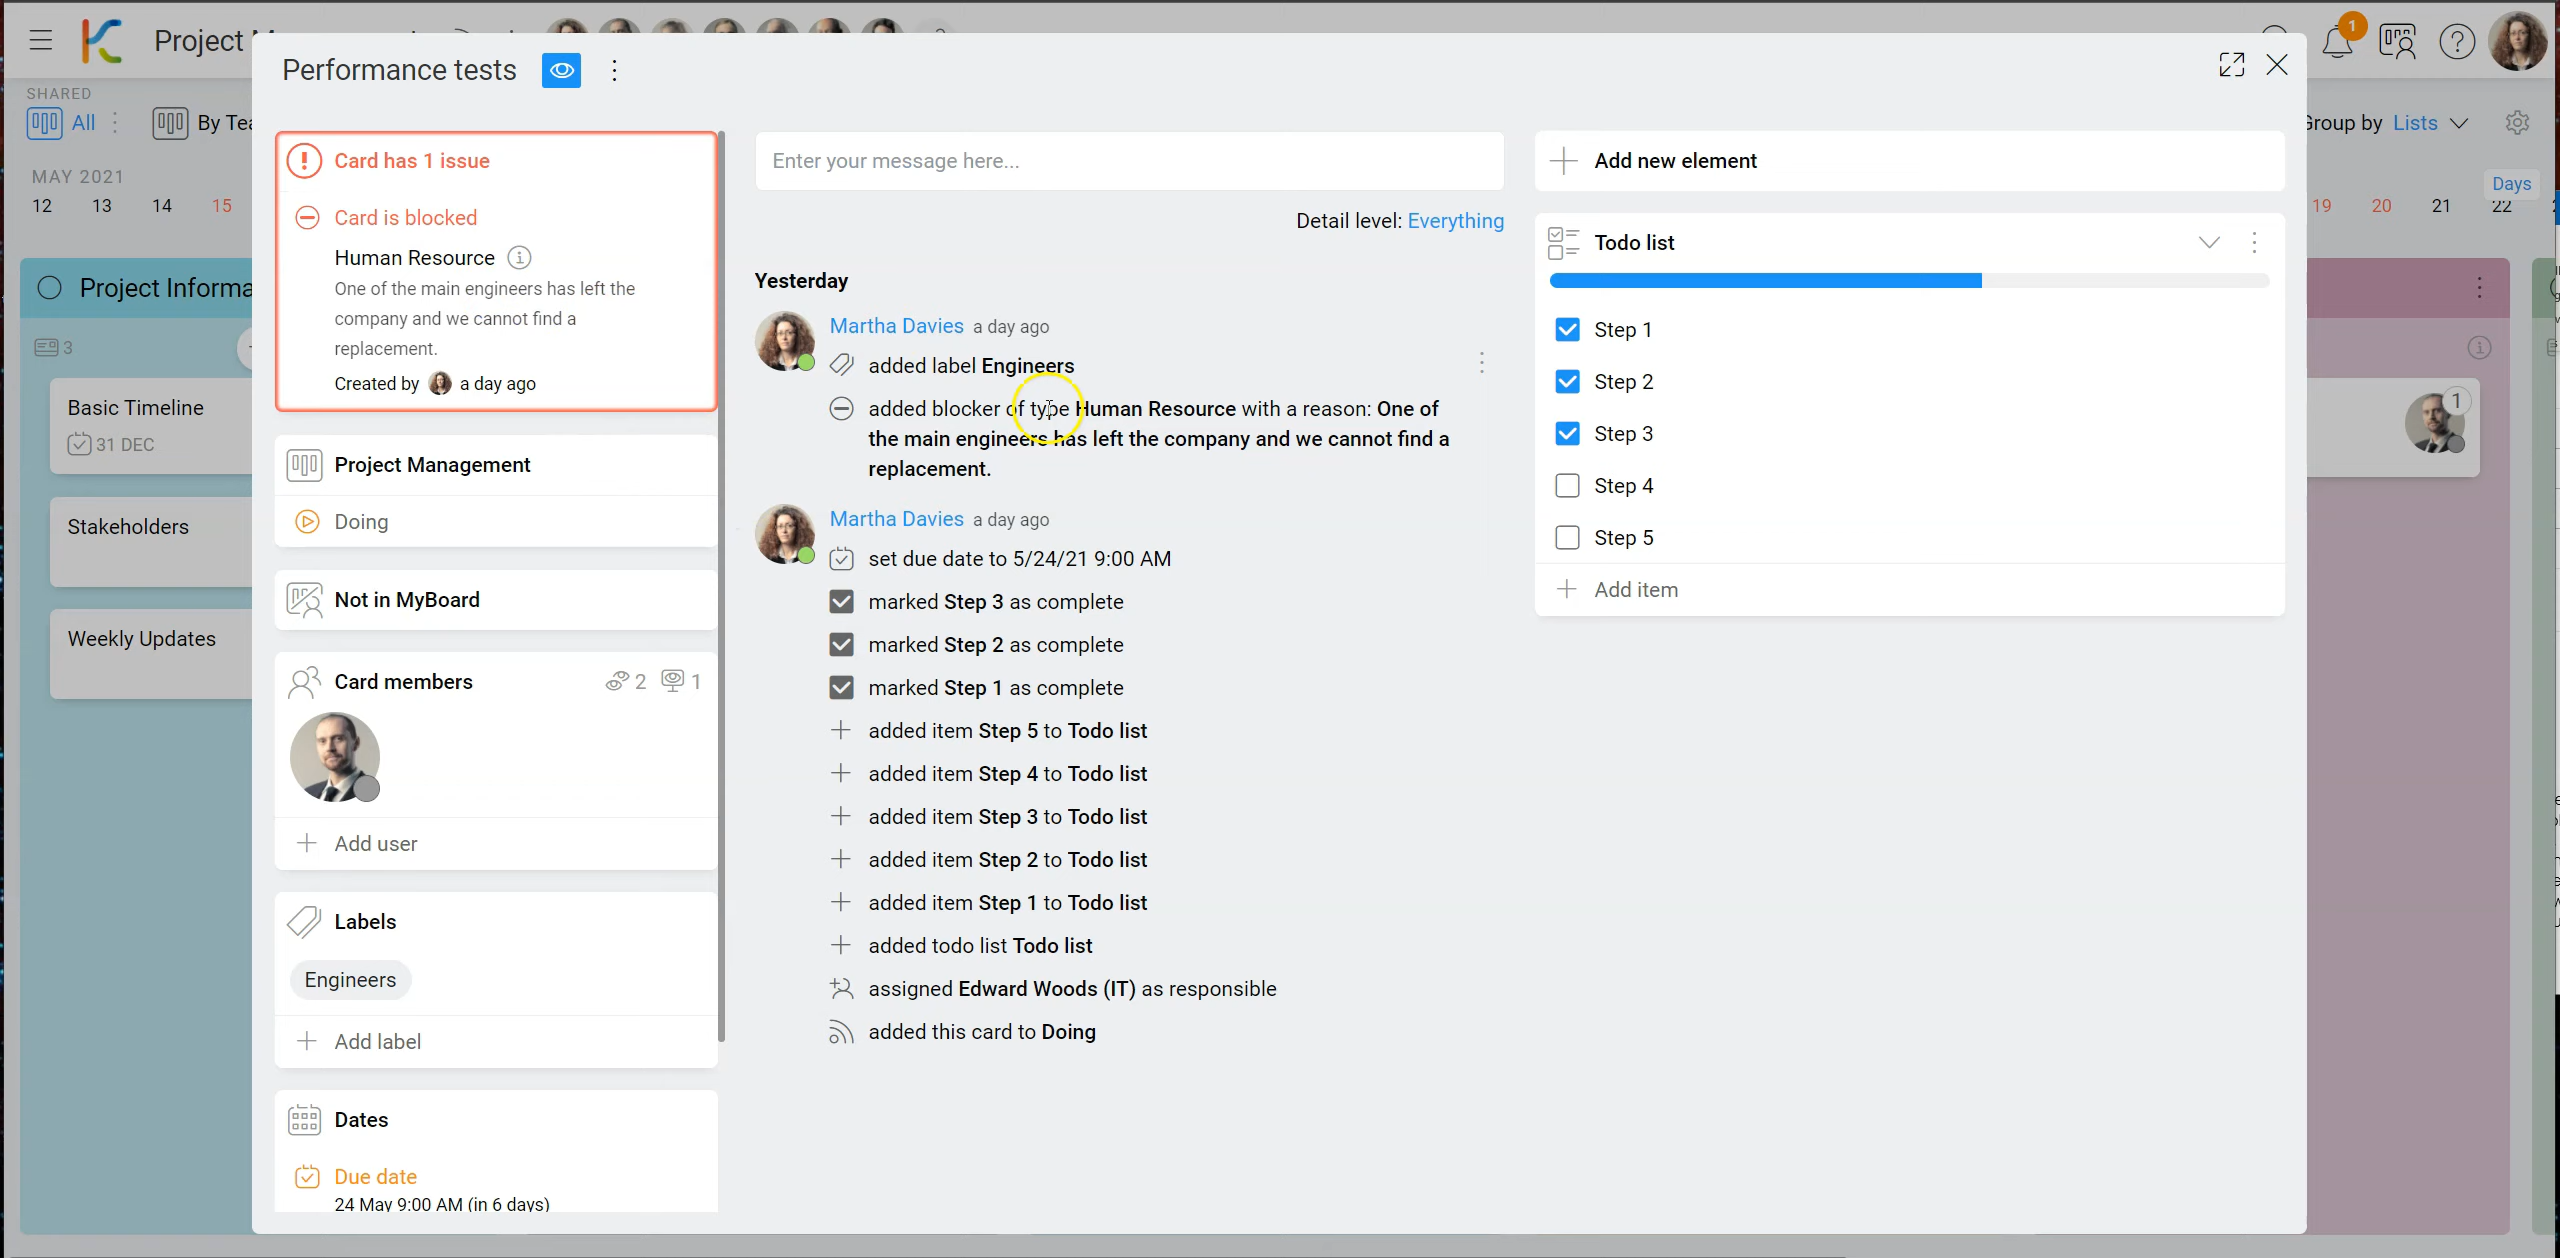 Project
1
SHARED
All
By Tea
Group by Lists
MAY 2021
12 13 14 15
Days
19 20 21 22
Project Informa
3
Basic Timeline
31 DEC
Stakeholders
Weekly Updates
1
Performance tests
Card has 1 issue
Card is blocked
Human Resource
One of the main engineers has left the
company and we cannot find a
replacement.
Created by a day ago
Project Management
Doing
Not in MyBoard
Card members 2 1
Add user
Labels
Engineers
Add label
Dates
Due date
24 May 9:00 AM (in 6 days)
Enter your message here...
Detail level: Everything
Yesterday
Martha Davies a day ago
added label Engineers
added blocker of type Human Resource with a reason: One of
the main engineers has left the company and we cannot find a
replacement.
Martha Davies a day ago
set due date to 5/24/21 9:00 AM
marked Step 3 as complete
marked Step 2 as complete
marked Step 1 as complete
added item Step 5 to Todo list
added item Step 4 to Todo list
added item Step 3 to Todo list
added item Step 2 to Todo list
added item Step 1 to Todo list
added todo list Todo list
assigned Edward Woods (IT) as responsible
added this card to Doing
Add new element
Todo list
Step 1
Step 2
Step 3
Step 4
Step 5
Add item